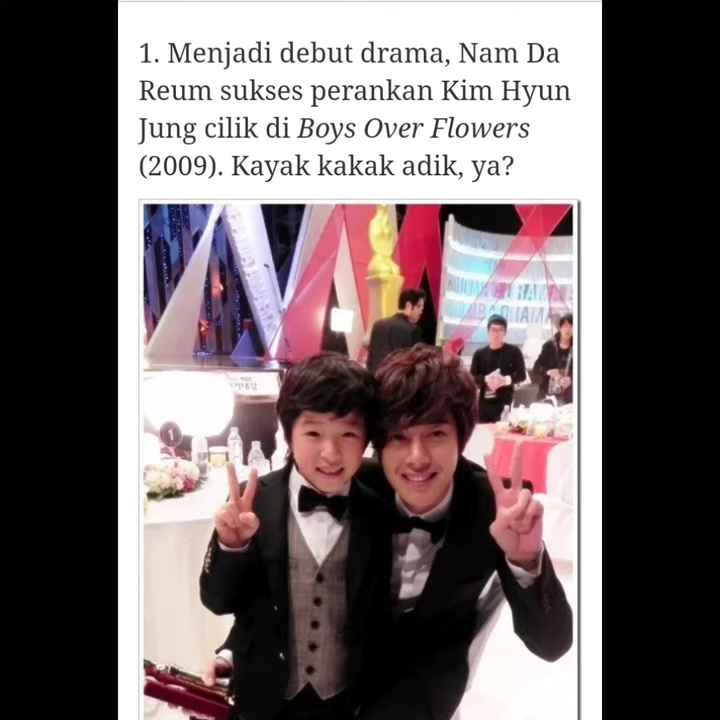 1. Menjadi debut drama, Nam Da
Reum sukses perankan Kim Hyun
Jung cilik di Boys Over Flowers
(2009). Kayak kakak adik, ya?
1